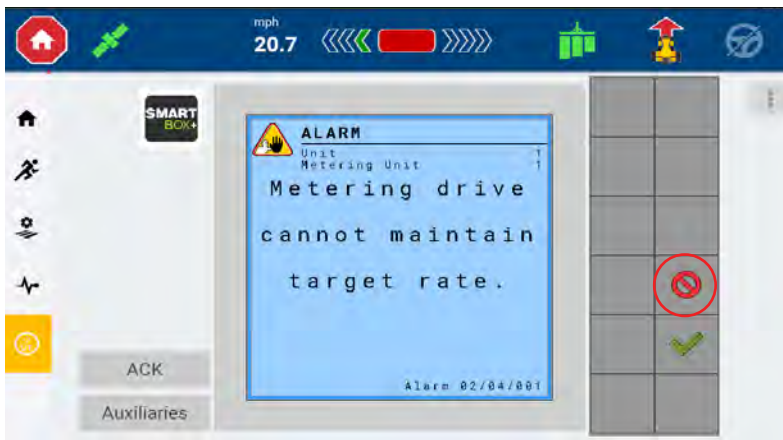 mph
20.7
SMART
BOX+
ALARM
Unit 1
Metering Unit 1
Metering drive
cannot maintain
target rate.
Alarm 02/04/001
ACK
Auxiliaries